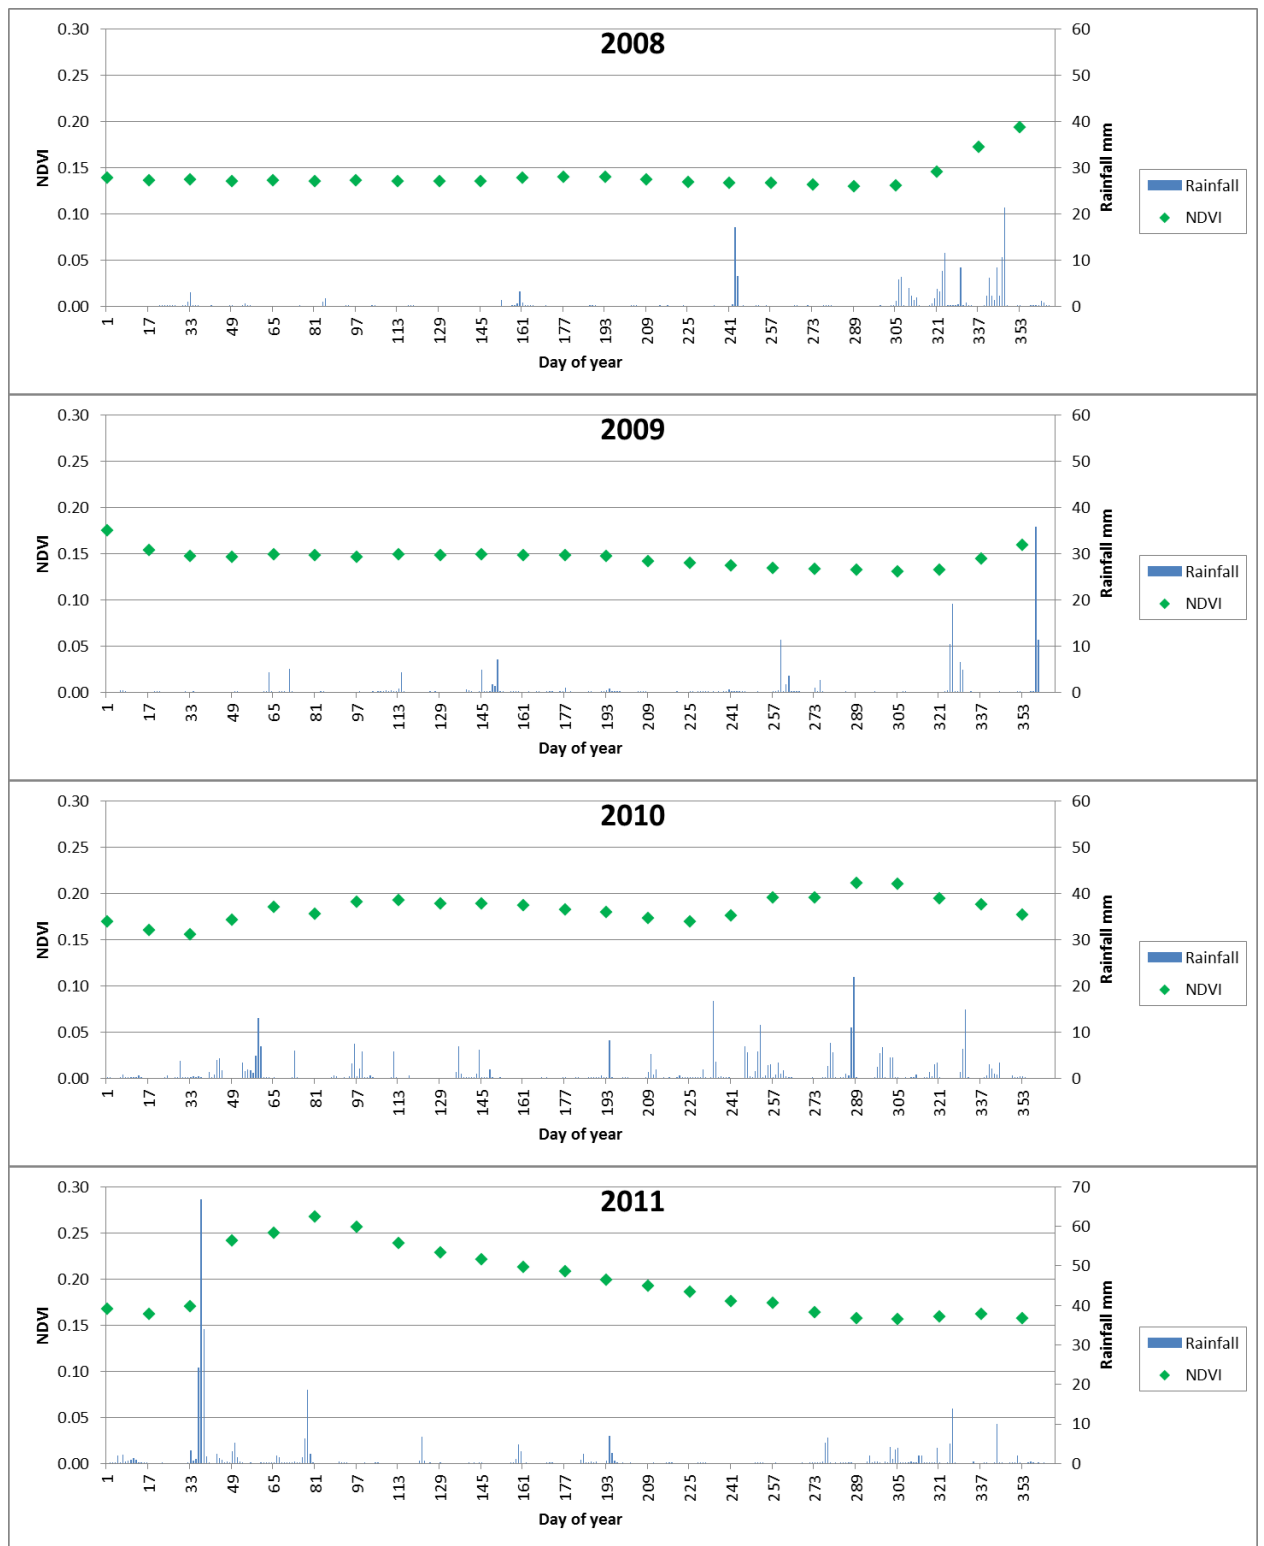 2008
0.30 60
0.25 50
0.20 40
0.15 30
0.10 20
0.05 10
0.00 0
NDVI
Rainfall mm
1 17 33 49 65 81 97 113 129 145 161 177 193 209 225 241 257 273 289 305 321 337 353
Day of year
Rainfall
NDVI
2009
0.30 60
0.25 50
0.20 40
0.15 30
0.10 20
0.05 10
0.00 0
NDVI
Rainfall mm
1 17 33 49 65 81 97 113 129 145 161 177 193 209 225 241 257 273 289 305 321 337 353
Day of year
Rainfall
NDVI
2010
0.30 60
0.25 50
0.20 40
0.15 30
0.10 20
0.05 10
0.00 0
NDVI
Rainfall mm
1 17 33 49 65 81 97 113 129 145 161 177 193 209 225 241 257 273 289 305 321 337 353
Day of year
Rainfall
NDVI
2011
0.30 70
0.25 60
0.20 50
0.15 40
0.10 30
0.05 20
0.00 10
0
NDVI
Rainfall mm
1 17 33 49 65 81 97 113 129 145 161 177 193 209 225 241 257 273 289 305 321 337 353
Day of year
Rainfall
NDVI